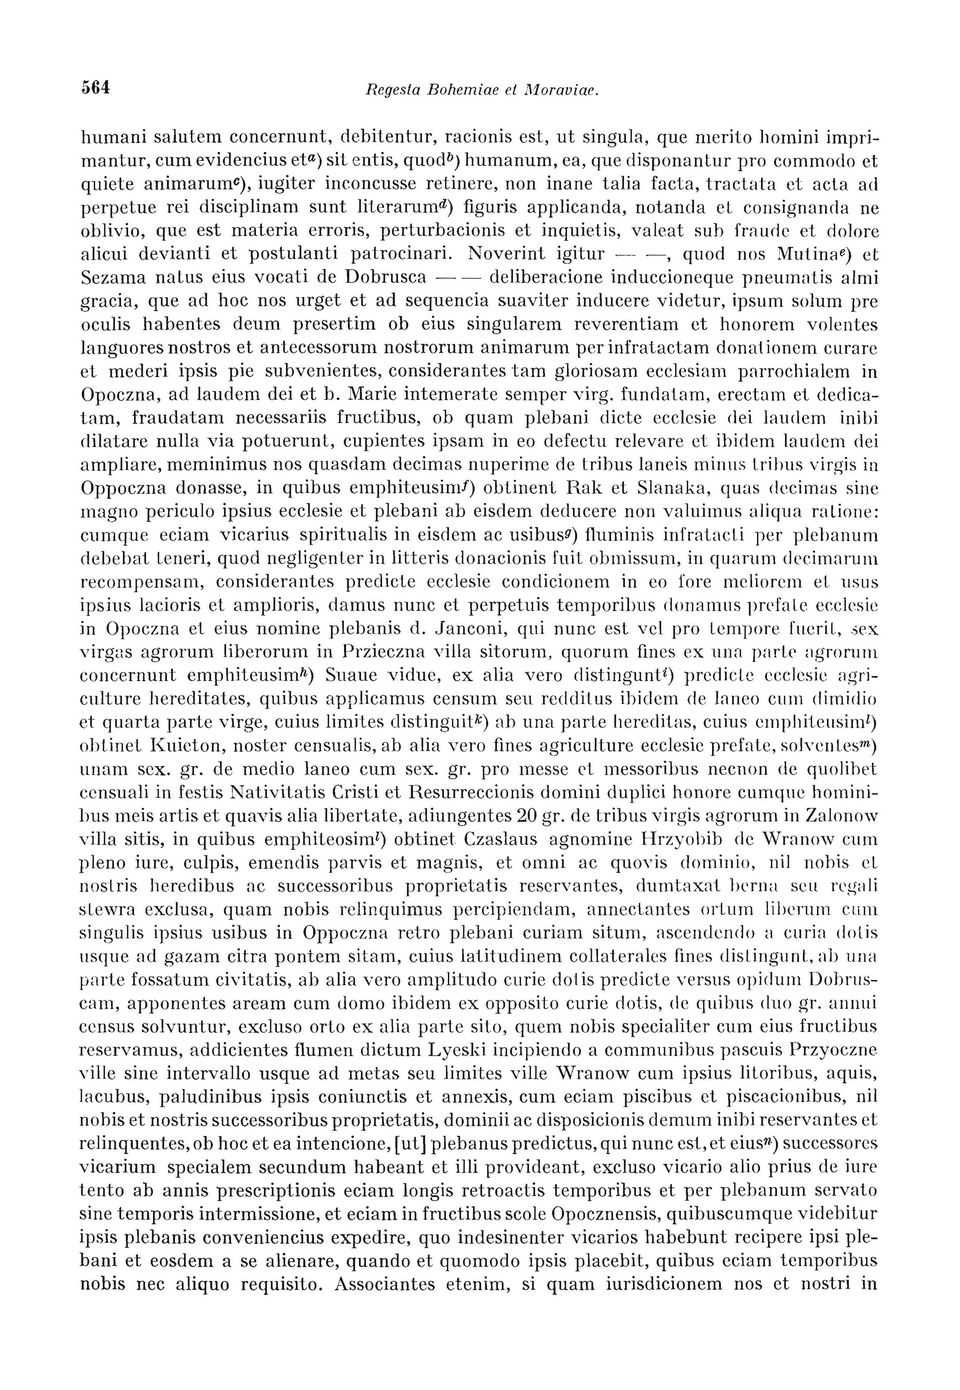 564 Regesta Bohemiae et Moraviae.
humani salutem concernunt, debitentur, racionis est, ut singula, que merito homini impri-
mantur, cum evidencius et a) sit entis, quod b) humanum, ea, que disponantur pro commodo et
quiete animarum c), iugiter inconcusse retinere, non inane talia facta, tractata et acta ad
perpetue rei disciplinam sunt literarum d) figuris applicanda, notanda et consignanda ne
oblivio, que est materia erroris, perturbacionis et inquietis, valeat sub fraude et dolore
alicui devianti et postulanti patrocinari. Noverint igitur — —, quod nos Mutina e) et
Sezama natus eius vocati de Dobrusca — — deliberacione induccioneque pneumatis almi
gracia, que ad hoc nos urget et ad sequencia suaviter inducere videtur, ipsum solum pre
oculis habentes deum presertim ob eius singularem reverentiam et honorem volentes
languores nostros et antecessorum nostrorum animarum per infratactam donationem curare
et mederi ipsis pie subvenientes, considerantes tam gloriosam ecclesiam parrochialem in
Opoczna, ad laudem dei et b. Marie intemerate semper virg. fundatam, erectam et dedica-
tam, fraudatam necessariis fructibus, ob quam plebani dicte ecclesie dei laudem inibi
dilatare nulla via potuerunt, cupientes ipsam in eo defectu relevare et ibidem laudem dei
ampliare, meminimus nos quasdam decimas nuperime de tribus laneis minus tribus virgis in
Oppoczna donasse, in quibus emphiteusim f) obtinent Rak et Slanaka, quas decimas sine
magno periculo ipsius ecclesie et plebani ab eisdem deducere non valuimus aliqua ratione:
cumque eciam vicarius spiritualis in eisdem ac usibus g) fluminis infratacti per plebanum
debebat teneri, quod negligenter in litteris donacionis fuit obmissum, in quarum decimarum
recompensam, considerantes predicte ecclesie condicionem in eo fore meliorem et usus
ipsius lacioris et amplioris, damus nunc et perpetuis temporibus donamus prefate ecclesie
in Opoczna et eius nomine plebanis d. Janconi, qui nunc est vel pro tempore fuerit, sex
virgas agrorum liberorum in Przieczna villa sitorum, quorum fines ex una parte agrorum
concernunt emphiteusim h) Suaue vidue, ex alia vero distingunt i) predicte ecclesie agri-
culture hereditates, quibus applicamus censum seu redditus ibidem de laneo cum dimidio
et quarta parte virge, cuius limites distinguit k) ab una parte hereditas, cuius emphiteusim l)
obtinet Kuieton, noster censualis, ab alia vero fines agriculture ecclesie prefate, solventes m)
unam sex. gr. de medio laneo cum sex. gr. pro messe et messoribus necnon de quolibet
censuali in festis Nativitatis Cristi et Resurreccionis domini duplici honore cumque homini-
bus meis artis et quavis alia libertate, adiungentes 20 gr. de tribus virgis agrorum in Zalonow
villa sitis, in quibus emphiteosim l) obtinet Czaslaus agnomine Hrzyobib de Wranow cum
pleno iure, culpis, emendis parvis et magnis, et omni ac quovis dominio, nil nobis et
nostris heredibus ac successoribus proprietatis reservantes, dumtaxat berna seu regali
stewra exclusa, quam nobis relinquimus percipiendam, annectantes ortum liberum cum
singulis ipsius usibus in Oppoczna retro plebani curiam situm, ascendendo a curia dotis
usque ad gazam citra pontem sitam, cuius latitudinem collaterales fines distingunt, ab una
parte fossatum civitatis, ab alia vero amplitudo curie dotis predicte versus opidum Dobrus-
cam, apponentes aream cum domo ibidem ex opposito curie dotis, de quibus duo gr. annui
census solvuntur, excluso orto ex alia parte sito, quem nobis specialiter cum eius fructibus
reservamus, addicientes flumen dictum Lyeski incipiendo a communibus pascuis Przyoczne
ville sine intervallo usque ad metas seu limites ville Wranow cum ipsius litoribus, aquis,
lacubus, paludinibus ipsis coniunctis et annexis, cum eciam piscibus et piscacionibus, nil
nobis et nostris successoribus proprietatis, dominii ac disposicionis demum inibi reservantes et
relinquentes, ob hoc et ea intencione, [ut] plebanus predictus, qui nunc est, et eius n) successores
vicarium specialem secundum habeant et illi provideant, excluso vicario alio prius de iure
tento ab annis prescriptionis eciam longis retroactis temporibus et per plebanum servato
sine temporis intermissione, et eciam in fructibus scole Opocznensis, quibuscumque videbitur
ipsis plebanis conveniencius expedire, quo indesinenter vicarios habebunt recipere ipsi ple-
bani et eosdem a se alienare, quando et quomodo ipsis placebit, quibus eciam temporibus
nobis nec aliquo requisito. Associantes etenim, si quam iurisdicionem nos et nostri in